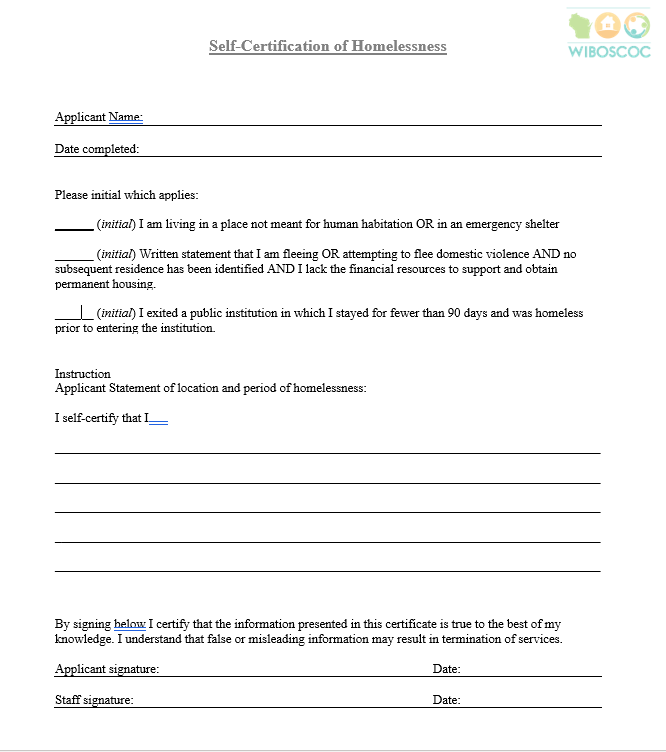 WIBOSCOC
Self-Certification of Homelessness
Applicant Name:
Date completed:
Please initial which applies:
______ (initial) I am living in a place not meant for human habitation OR in an emergency shelter
______ (initial) Written statement that I am fleeing OR attempting to flee domestic violence AND no
subsequent residence has been identified AND I lack the financial resources to support and obtain
permanent housing.
______ (initial) I exited a public institution in which I stayed for fewer than 90 days and was homeless
prior to entering the institution.
Instruction
Applicant Statement of location and period of homelessness:
I self-certify that I___
By signing below I certify that the information presented in this certificate is true to the best of my
knowledge. I understand that false or misleading information may result in termination of services.
Applicant signature: Date:
Staff signature: Date: